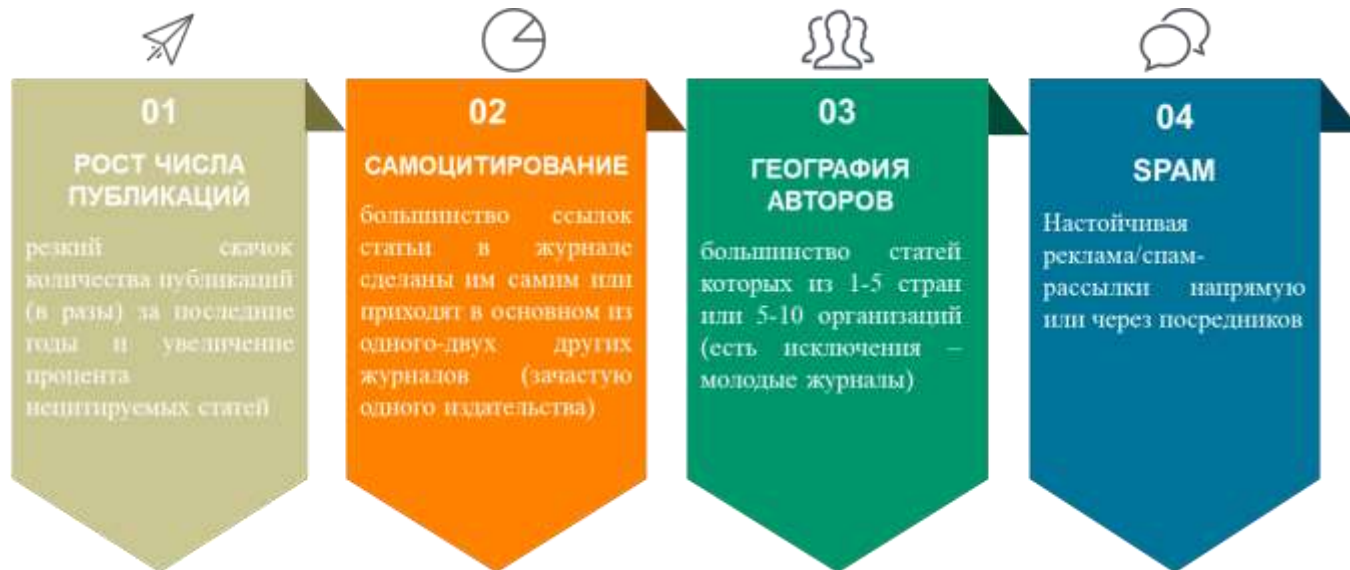 01
РОСТ ЧИСЛА
ПУБЛИКАЦИЙ
резкий скачок
количества публикаций
(в разы) за последние
годы и увеличение
процента
нецитируемых статей
02
САМОЦИТИРОВАНИЕ
большинство ссылок
статьи в журнале
сделаны им самим или
приходят в основном из
одного-двух других
журналов (зачастую
одного издательства)
03
ГЕОГРАФИЯ
АВТОРОВ
большинство статей
которых из 1-5 стран
или 5-10 организаций
(есть исключения –
молодые журналы)
04
SPAM
Настойчивая
реклама/спам-
рассылки напрямую
или через посредников